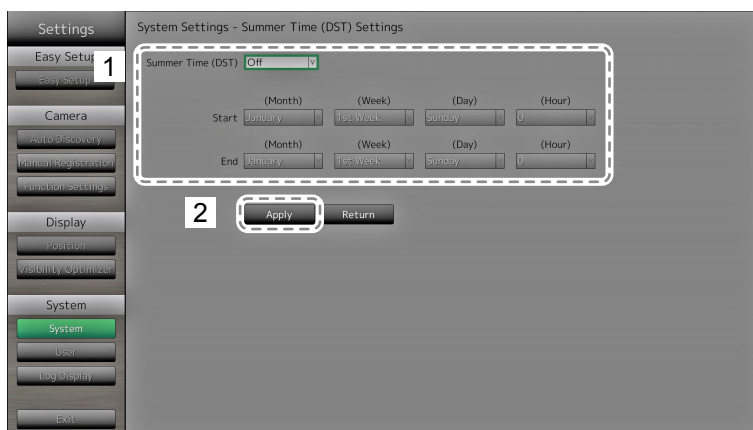 Settings
System Settings - Summer Time (DST) Settings
Easy Setup
1
Easy Setup
Summer Time (DST) Off
(Month) (Week) (Day) (Hour)
Start January 1st Week Sunday 0
(Month) (Week) (Day) (Hour)
End January 1st Week Sunday 0
Camera
Auto Discovery
Manual Registration
Function Settings
2
Apply Return
Display
Position
Visibility Optimizer
System
System
User
Log Display
Exit